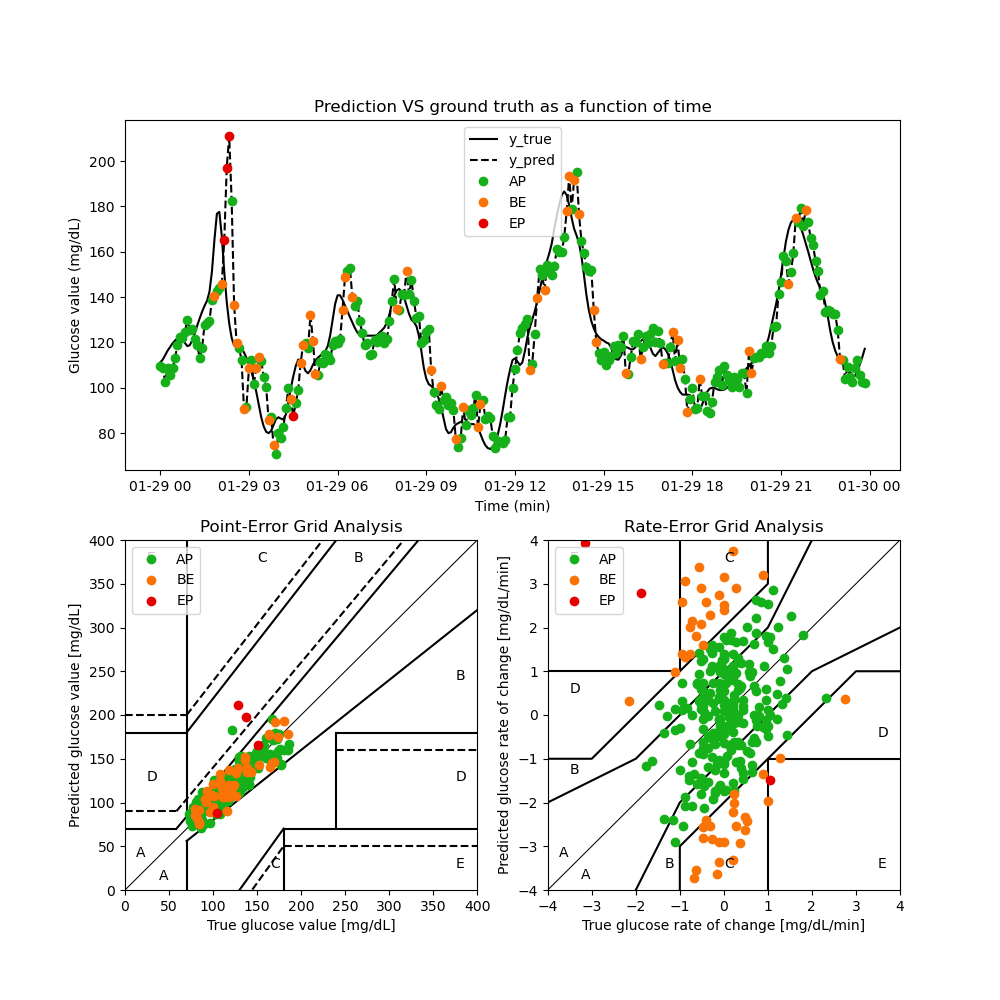 Prediction VS ground truth as a function of time
Glucose value (mg/dL)
200
180
160
140
120
100
80
y_true
y_pred
AP
BE
EP
01-29 00 01-29 03 01-29 06 01-29 09 01-29 12 01-29 15 01-29 18 01-29 21 01-30 00
Time (min)
Point-Error Grid Analysis
Predicted glucose value [mg/dL]
400
350
300
250
200
150
100
50
0
AP
BE
EP
C
B
B
D
D
A
A
C
E
0 50 100 150 200 250 300 350 400
True glucose value [mg/dL]
Rate-Error Grid Analysis
Predicted glucose rate of change [mg/dL/min]
4
3
2
1
0
−1
−2
−3
−4
AP
BE
EP
C
D
D
B
A
A
B
C
E
−4 −3 −2 −1 0 1 2 3 4
True glucose rate of change [mg/dL/min]